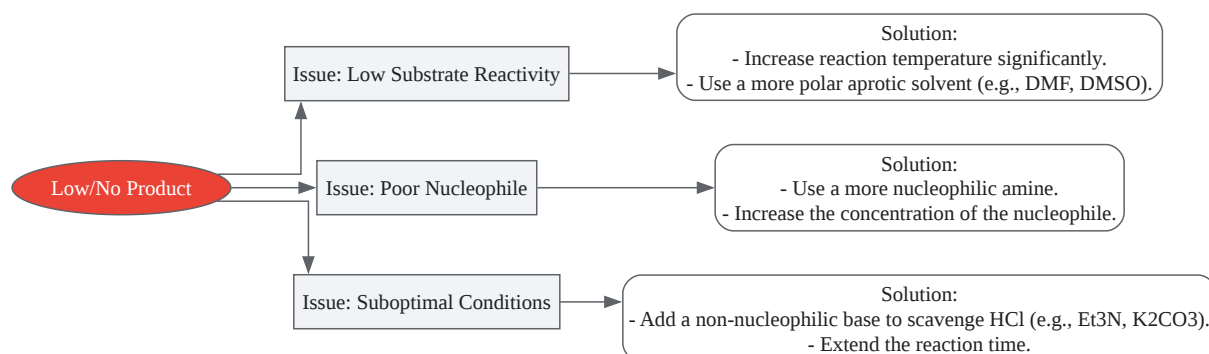 Low/No Product
Issue: Low Substrate Reactivity
Solution:
- Increase reaction temperature significantly.
- Use a more polar aprotic solvent (e.g., DMF, DMSO).
Issue: Poor Nucleophile
Solution:
- Use a more nucleophilic amine.
- Increase the concentration of the nucleophile.
Issue: Suboptimal Conditions
Solution:
- Add a non-nucleophilic base to scavenge HCl (e.g., Et3N, K2CO3).
- Extend the reaction time.